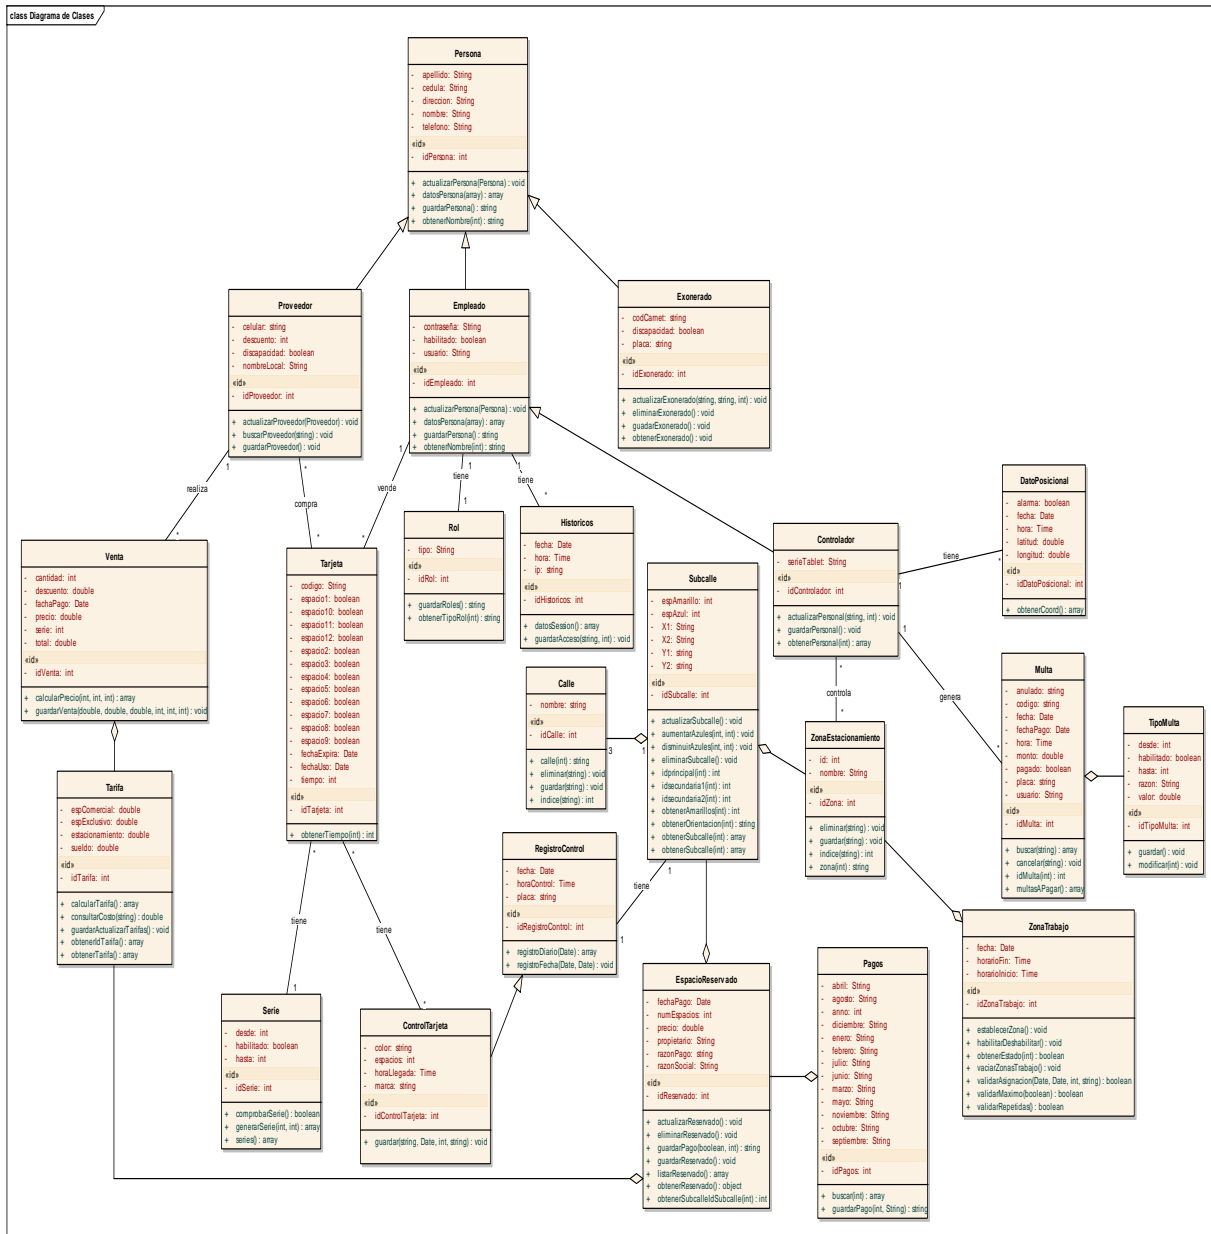 class Diagrama de Clases
Persona
- apellido: String
- cedula: String
- direccion: String
- nombre: String
- telefono: String
«id»
- idPersona: int
+ actualizarPersona(Persona) : void
+ datosPersona(array) : array
+ guardarPersona() : string
+ obtenerNombre(int) : string
Proveedor
- celular: string
- descuento: int
- discapacidad: boolean
- nombreLocal: String
«id»
- idProveedor: int
+ actualizarProveedor(Proveedor) : void
+ buscarProveedor(string) : void
+ guardarProveedor() : void
Empleado
- contraseña: String
- habilitado: boolean
- usuario: String
«id»
- idEmpleado: int
+ actualizarPersona(Persona) : void
+ datosPersona(array) : array
+ guardarPersona() : string
+ obtenerNombre(int) : string
Exonerado
- codCarnet: string
- discapacidad: boolean
- placa: string
«id»
- idExonerado: int
+ actualizarExonerado(string, string, int) : void
+ eliminarExonerado() : void
+ guadarExonerado() : void
+ obtenerExonerado() : void
1
realiza
*
*
compra
*
1
vende
*
1
tiene
1
1
tiene
*
Venta
- cantidad: int
- descuento: double
- fachaPago: Date
- precio: double
- serie: int
- total: double
«id»
- idVenta: int
+ calcularPrecio(int, int, int) : array
+ guardarVenta(double, double, double, int, int, int) : void
Tarjeta
- codigo: String
- espacio1: boolean
- espacio10: boolean
- espacio11: boolean
- espacio12: boolean
- espacio2: boolean
- espacio3: boolean
- espacio4: boolean
- espacio5: boolean
- espacio6: boolean
- espacio7: boolean
- espacio8: boolean
- espacio9: boolean
- fechaExpira: Date
- fechaUso: Date
- tiempo: int
«id»
- idTarjeta: int
+ obtenerTiempo(int) : int
Rol
- tipo: String
«id»
- idRol: int
+ guardarRoles() : string
+ obtenerTipoRol(int) : string
Historicos
- fecha: Date
- hora: Time
- ip: string
«id»
- idHistoricos: int
+ datosSession() : array
+ guardarAcceso(string, int) : void
Subcalle
- espAmarillo: int
- espAzul: int
- X1: String
- X2: String
- Y1: string
- Y2: string
«id»
- idSubcalle: int
+ actualizarSubcalle() : void
+ aumentarAzules(int, int) : void
+ disminuirAzules(int, int) : void
+ eliminarSubcalle() : void
+ idprincipal(int) : int
+ idsecundaria1(int) : int
+ idsecundaria2(int) : int
+ obtenerAmarillos(int) : int
+ obtenerOrientacion(int) : string
+ obtenerSubcalle(int) : array
+ obtenerSubcalle(int) : array
Controlador
- serieTablet: String
«id»
- idControlador: int
+ actualizarPersonal(string, int) : void
+ guardarPersonal() : void
+ obtenerPersonal(int) : array
DatoPosicional
- alarma: boolean
- fecha: Date
- hora: Time
- latitud: double
- longitud: double
«id»
- idDatoPosicional: int
+ obtenerCoord() : array
tiene
*
1
1
genera
*
*
controla
*
Calle
- nombre: string
«id»
- idCalle: int
+ calle(int) : string
+ eliminar(string) : void
+ guardar(string) : void
+ indice(string) : int
3
1
ZonaEstacionamiento
- id: int
- nombre: String
«id»
- idZona: int
+ eliminar(string) : void
+ guardar(string) : void
+ indice(string) : int
+ zona(int) : string
Multa
- anulado: string
- codigo: string
- fecha: Date
- fechaPago: Date
- hora: Time
- monto: double
- pagado: boolean
- placa: string
- usuario: String
«id»
- idMulta: int
+ buscar(string) : array
+ cancelar(string) : void
+ idMulta(int) : int
+ multasAPagar() : array
TipoMulta
- desde: int
- habilitado: boolean
- hasta: int
- razon: String
- valor: double
«id»
- idTipoMulta: int
+ guardar() : void
+ modificar(int) : void
Tarifa
- espComercial: double
- espExclusivo: double
- estacionamiento: double
- sueldo: double
«id»
- idTarifa: int
+ calcularTarifa() : array
+ consultarCosto(string) : double
+ guardarActualizarTarifas() : void
+ obtenerIdTarifa() : array
+ obtenerTarifa() : array
*
tiene
1
*
tiene
*
RegistroControl
- fecha: Date
- horaControl: Time
- placa: string
«id»
- idRegistroControl: int
+ registroDiario(Date) : array
+ registroFecha(Date, Date) : void
1
tiene
1
Serie
- desde: int
- habilitado: boolean
- hasta: int
«id»
- idSerie: int
+ comprobarSerie() : boolean
+ generarSerie(int, int) : array
+ series() : array
ControlTarjeta
- color: string
- espacios: int
- horaLlegada: Time
- marca: string
«id»
- idControlTarjeta: int
+ guardar(string, Date, int, string) : void
EspacioReservado
- fechaPago: Date
- numEspacios: int
- precio: double
- propietario: String
- razonPago: string
- razonSocial: String
«id»
- idReservado: int
+ actualizarReservado() : void
+ eliminarReservado() : void
+ guardarPago(boolean, int) : string
+ guardarReservado() : void
+ listarReservado() : array
+ obtenerReservado() : object
+ obtenerSubcalleIdSubcalle(int) : int
Pagos
- abril: String
- agosto: String
- anno: int
- diciembre: String
- enero: String
- febrero: String
- julio: String
- junio: String
- marzo: String
- mayo: String
- noviembre: String
- octubre: String
- septiembre: String
«id»
- idPagos: int
+ buscar(int) : array
+ guardarPago(int, String) : string
ZonaTrabajo
- fecha: Date
- horarioFin: Time
- horarioInicio: Time
«id»
- idZonaTrabajo: int
+ establecerZona() : void
+ habilitarDeshabilitar() : void
+ obtenerEstado(int) : boolean
+ vaciarZonasTrabajo() : void
+ validarAsignacion(Date, Date, int, string) : boolean
+ validarMaximo(boolean) : boolean
+ validarRepetidas() : boolean